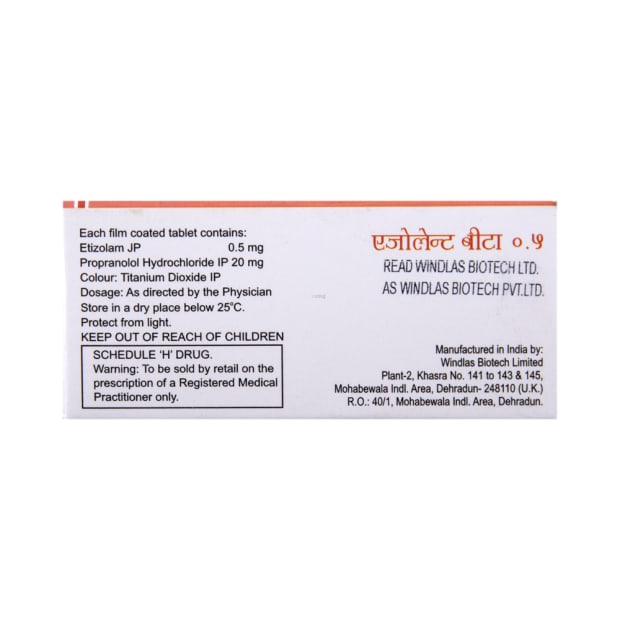 Each film coated tablet contains:
Etizolam JP 0.5 mg
Propranolol Hydrochloride IP 20 mg
Colour: Titanium Dioxide IP
Dosage: As directed by the Physician
Store in a dry place below 25°C.
Protect from light.
KEEP OUT OF REACH OF CHILDREN
SCHEDULE 'H' DRUG.
Warning: To be sold by retail on the
prescription of a Registered Medical
Practitioner only.
एजोलेन्ट बीटा ०.५
READ WINDLAS BIOTECH LTD.
AS WINDLAS BIOTECH PVT.LTD.
Manufactured in India by:
Windlas Biotech Limited
Plant-2, Khasra No. 141 to 143 & 145,
Mohabewala Indl. Area, Dehradun- 248110 (U.K.)
R.O.: 40/1, Mohabewala Indl. Area, Dehradun.